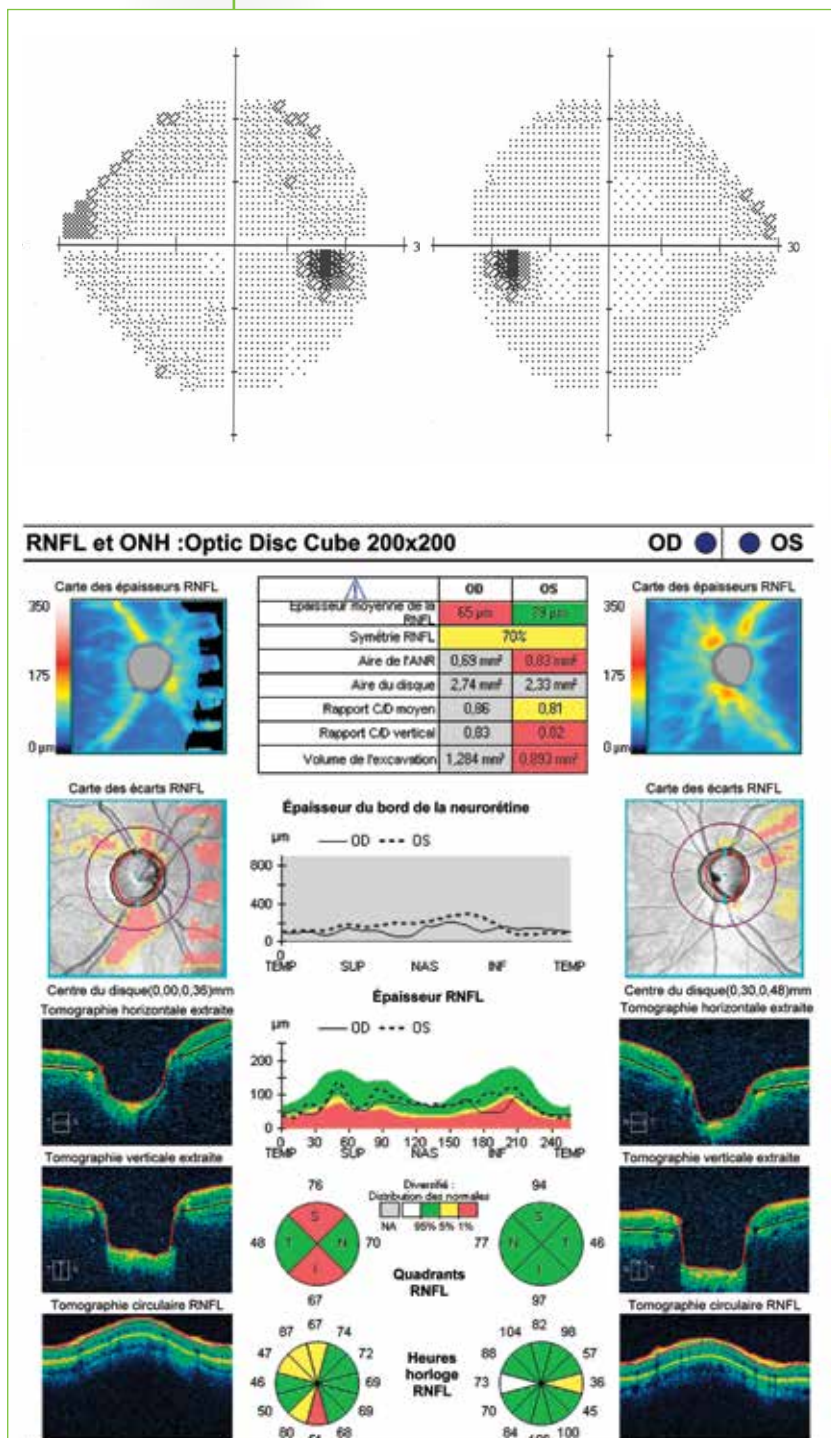 3
30
RNFL et ONH :Optic Disc Cube 200x200 OD OS
Carte des épaisseurs RNFL
350
175
0 µm
OD OS
Epaisseur moyenne de la RNFL 65 µm 79 µm
Symétrie RNFL 70%
Aire de l'ANR 0,69 mm² 0,83 mm²
Aire du disque 2,74 mm² 2,33 mm²
Rapport C/D moyen 0,86 0,81
Rapport C/D vertical 0,83 0,02
Volume de l'excavation 1,284 mm³ 0,893 mm³
Carte des épaisseurs RNFL
350
175
0 µm
Carte des écarts RNFL
Centre du disque(0,00,0,36)mm
Épaisseur du bord de la neurorétine
µm OD OS
800
400
0
0
TEMP SUP NAS INF TEMP
Carte des écarts RNFL
Centre du disque(0,30,0,48)mm
Tomographie horizontale extraite
Épaisseur RNFL
µm OD OS
200
100
0
0 30 60 90 120 150 180 210 240
TEMP SUP NAS INF TEMP
Tomographie horizontale extraite
Tomographie verticale extraite
76
S
48 T N 70
I
67
Diversifié :
Distribution des normales
NA 95% 5% 1%
Quadrants
RNFL
94
S
77 N T 46
I
97
Tomographie verticale extraite
Tomographie circulaire RNFL
87 67 74
47 72
46 69
50 69
80 68
Heures
horloge
RNFL
104 82 98
88 57
73 36
70 45
84 100
Tomographie circulaire RNFL